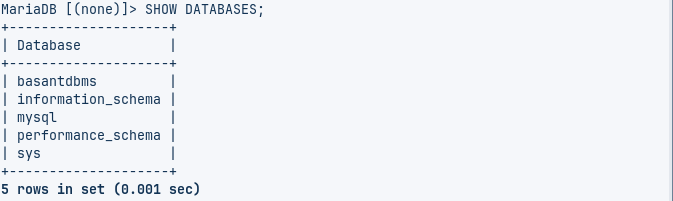 MariaDB [(none)]> SHOW DATABASES;
+--------------------+
| Database           |
+--------------------+
| basantdbms         |
| information_schema |
| mysql              |
| performance_schema |
| sys                |
+--------------------+
5 rows in set (0.001 sec)